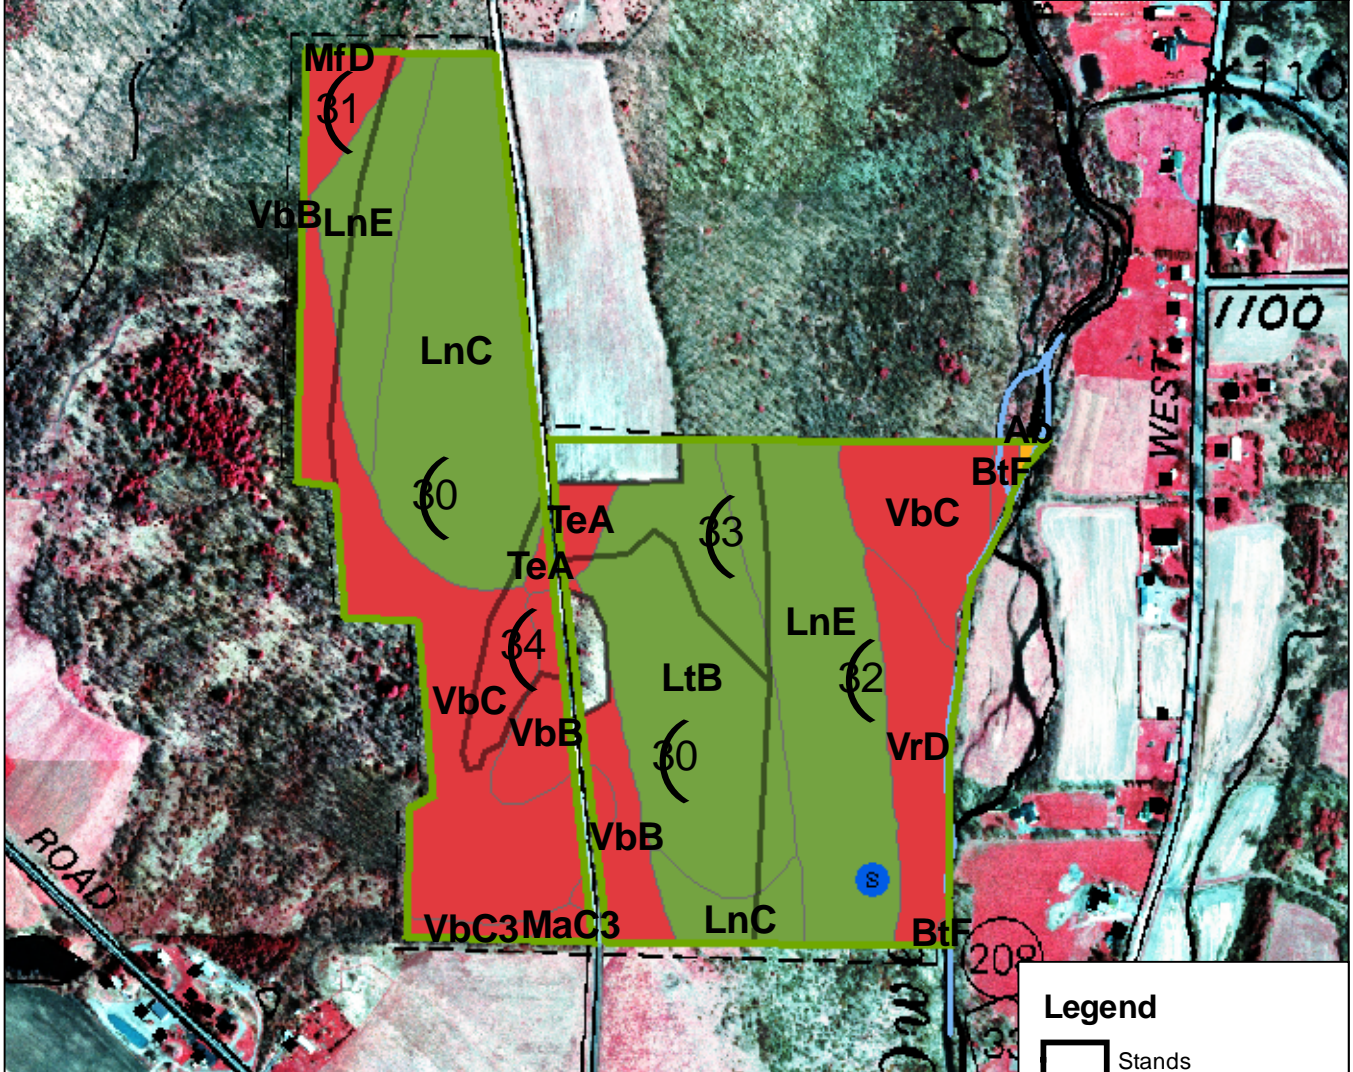 MfD
31
110
VbB
LnE
1100
LnC
WEST
Ab
BtF
30
TeA
33
VbC
TeA
LnE
34
32
LtB
VbC
VbB
VrD
30
VbB
ROAD
S
LnC
VbC3
MaC3
BtF
208
Legend
Stands